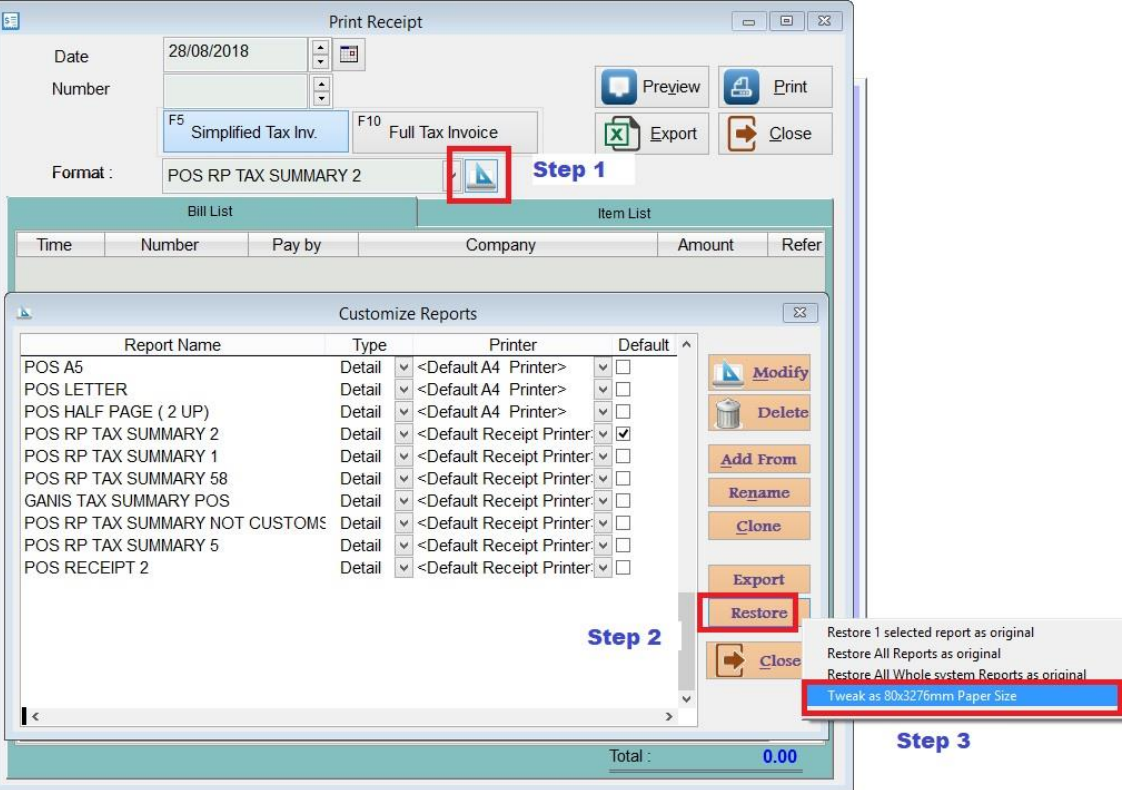 Print Receipt
Date 28/08/2018
Number
Preview Print
F5 Simplified Tax Inv. F10 Full Tax Invoice
Export Close
Format : POS RP TAX SUMMARY 2
Step 1
Bill List Item List
Time Number Pay by Company Amount Refer
Customize Reports
Report Name Type Printer Default
POS A5 Detail <Default A4 Printer>
POS LETTER Detail <Default A4 Printer>
POS HALF PAGE ( 2 UP) Detail <Default A4 Printer>
POS RP TAX SUMMARY 2 Detail <Default Receipt Printer
POS RP TAX SUMMARY 1 Detail <Default Receipt Printer
POS RP TAX SUMMARY 58 Detail <Default Receipt Printer
GANIS TAX SUMMARY POS Detail <Default Receipt Printer
POS RP TAX SUMMARY NOT CUSTOMS Detail <Default Receipt Printer
POS RP TAX SUMMARY 5 Detail <Default Receipt Printer
POS RECEIPT 2 Detail <Default Receipt Printer
Modify
Delete
Add From
Rename
Clone
Export
Restore
Close
Step 2
Restore 1 selected report as original
Restore All Reports as original
Restore All Whole system Reports as original
Tweak as 80x3276mm Paper Size
Step 3
Total : 0.00